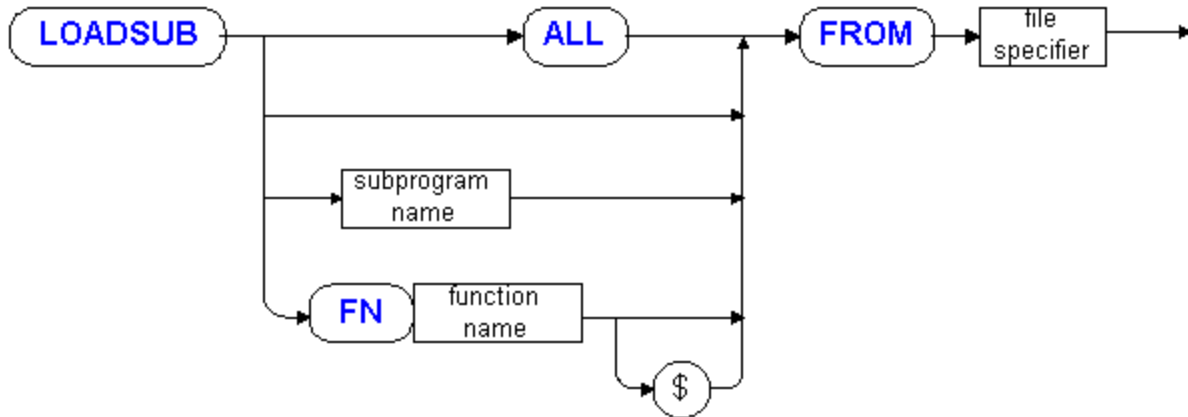 LOADSUB
ALL
FROM
file
specifier
subprogram
name
FN
function
name
$